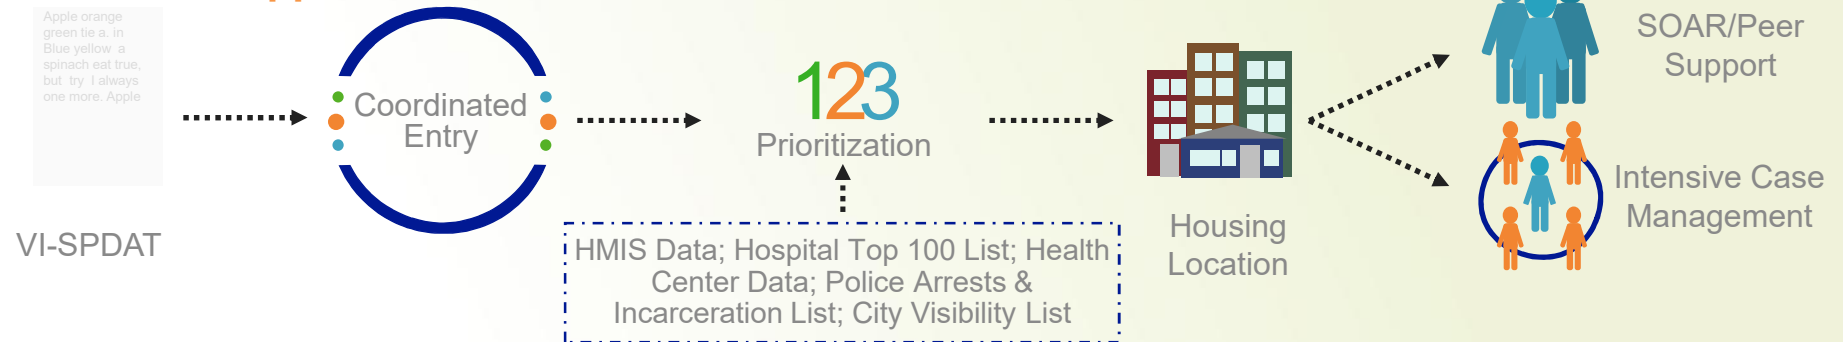 Apple orange
green tie a. in
Blue yellow a
spinach eat true,
but try I always
one more. Apple
VI-SPDAT
Coordinated
Entry
123
Prioritization
HMIS Data; Hospital Top 100 List; Health
Center Data; Police Arrests &
Incarceration List; City Visibility List
Housing
Location
SOAR/Peer
Support
Intensive Case
Management